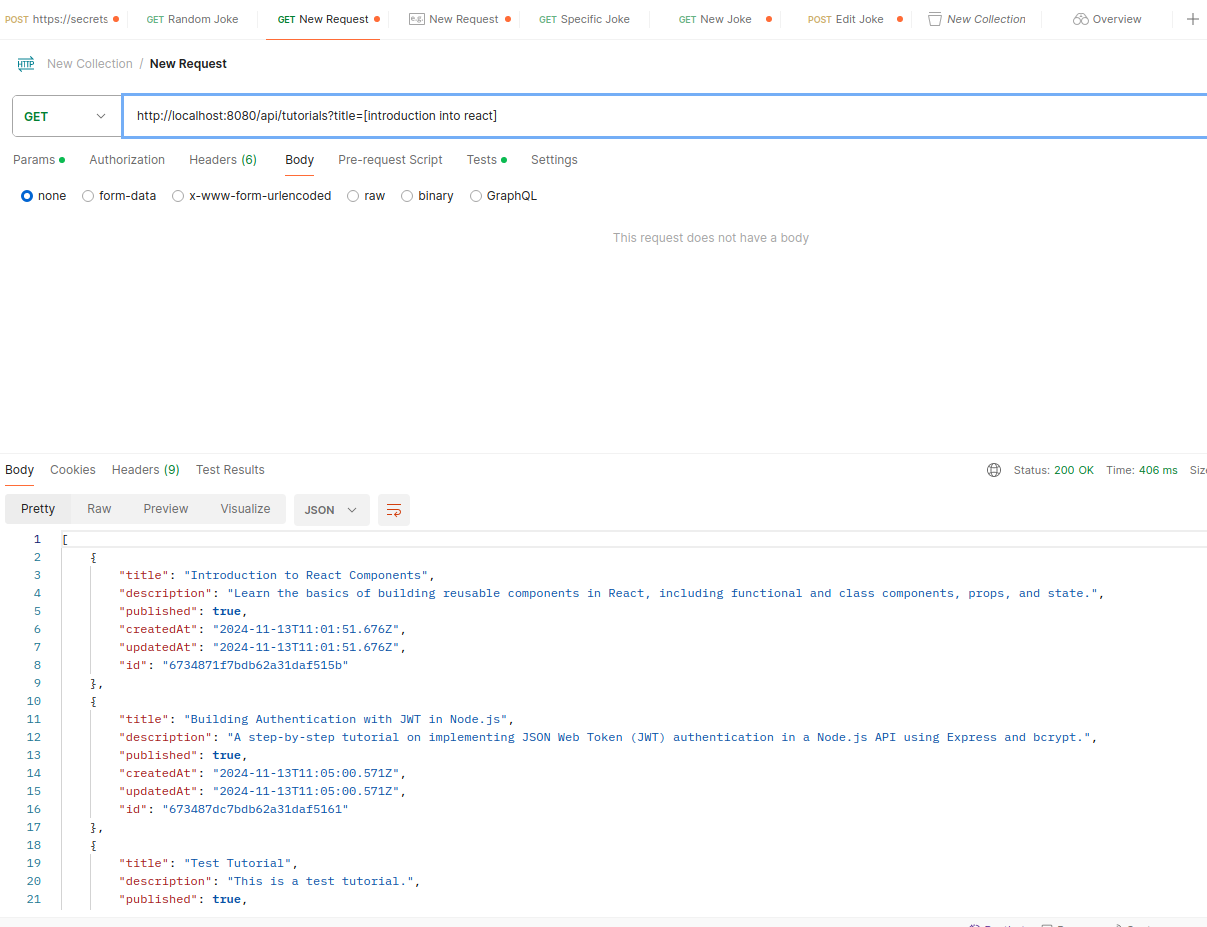 POST https://secrets GET Random Joke GET New Request e.g. New Request GET Specific Joke GET New Joke POST Edit Joke New Collection Overview
HTTP New Collection / New Request
GET http://localhost:8080/api/tutorials?title=[introduction into react]
Params Authorization Headers (6) Body Pre-request Script Tests Settings
none form-data x-www-form-urlencoded raw binary GraphQL
This request does not have a body
Body Cookies Headers (9) Test Results Status: 200 OK Time: 406 ms
Pretty Raw Preview Visualize JSON
1 [
2 {
3 "title": "Introduction to React Components",
4 "description": "Learn the basics of building reusable components in React, including functional and class components, props, and state.",
5 "published": true,
6 "createdAt": "2024-11-13T11:01:51.676Z",
7 "updatedAt": "2024-11-13T11:01:51.676Z",
8 "id": "6734871f7bdb62a31daf515b"
9 },
10 {
11 "title": "Building Authentication with JWT in Node.js",
12 "description": "A step-by-step tutorial on implementing JSON Web Token (JWT) authentication in a Node.js API using Express and bcrypt.",
13 "published": true,
14 "createdAt": "2024-11-13T11:05:00.571Z",
15 "updatedAt": "2024-11-13T11:05:00.571Z",
16 "id": "673487dc7bdb62a31daf5161"
17 },
18 {
19 "title": "Test Tutorial",
20 "description": "This is a test tutorial.",
21 "published": true,